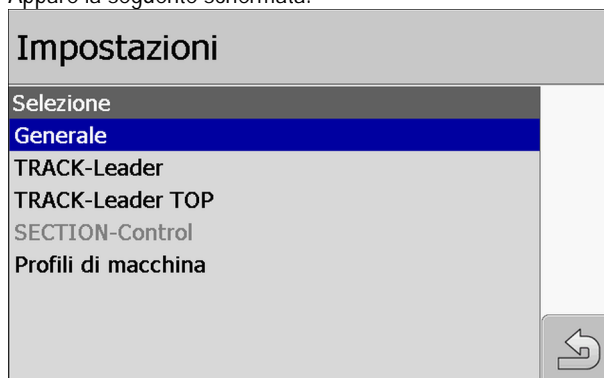 Appare la seguente schermata:
Impostazioni
Selezione
Generale
TRACK-Leader
TRACK-Leader TOP
SECTION-Control
Profili di macchina